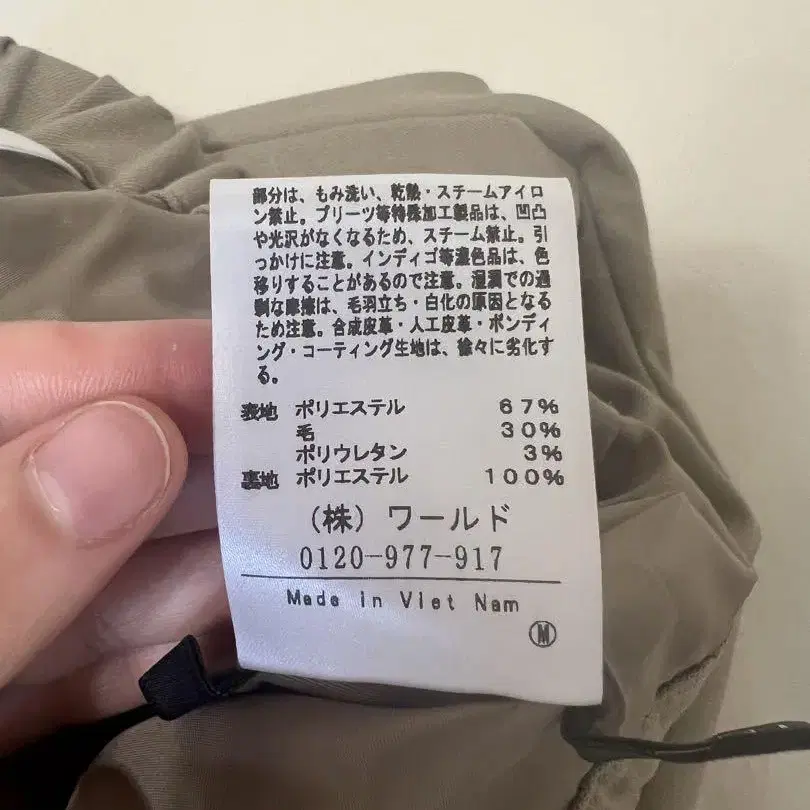 部分は、もみ洗い、乾熱・スチームアイロ
ン禁止。プリーツ等特殊加工製品は、凹凸
や光沢がなくなるため、スチーム禁止。引
っかけに注意。インディゴ等濃色品は、色
移りすることがあるので注意。湿潤での過
剰な摩擦は、毛羽立ち・白化の原因となる
ため注意。合成皮革・人工皮革・ボンディ
ング・コーティング生地は、徐々に劣化す
る。
表地 ポリエステル 67%
毛 30%
ポリウレタン 3%
裏地 ポリエステル 100%
(株) ワールド
0120-977-917
Made in Viet Nam
M